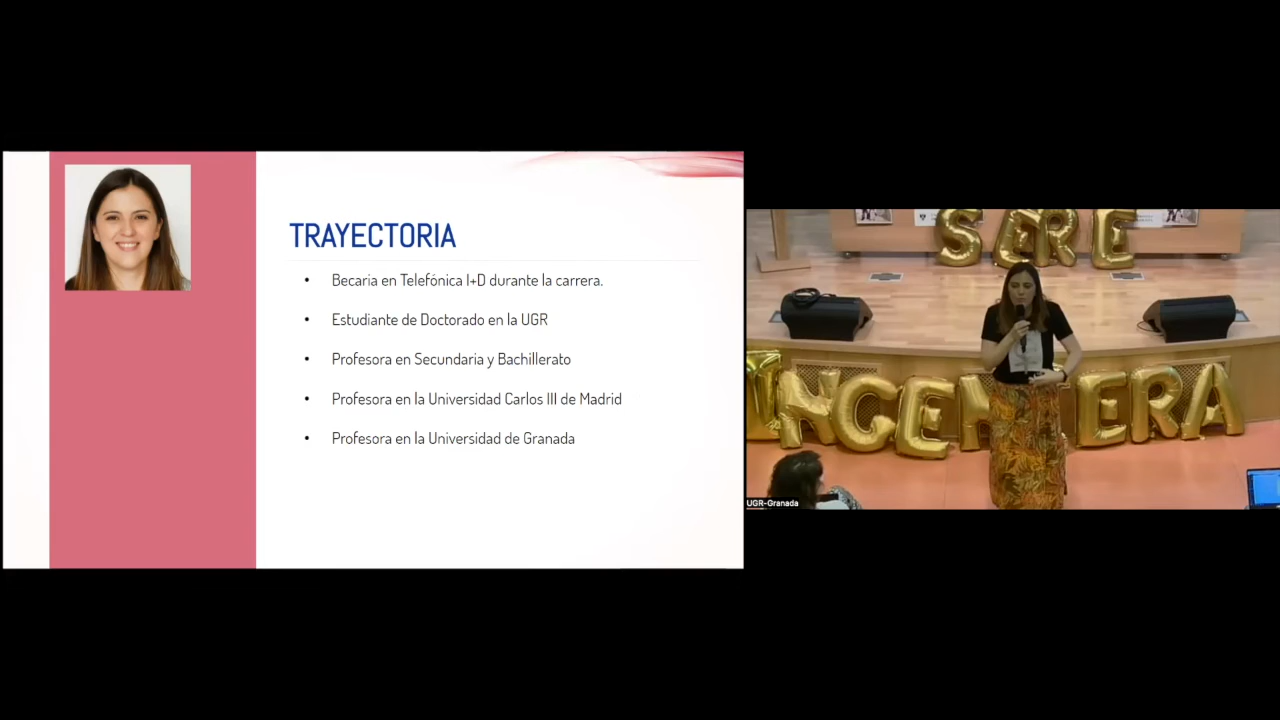 TRAYECTORIA
• Becaria en Telefónica I+D durante la carrera.
• Estudiante de Doctorado en la UGR
• Profesora en Secundaria y Bachillerato
• Profesora en la Universidad Carlos III de Madrid
• Profesora en la Universidad de Granada
SERÉ
INGENIERA
UGR-Granada